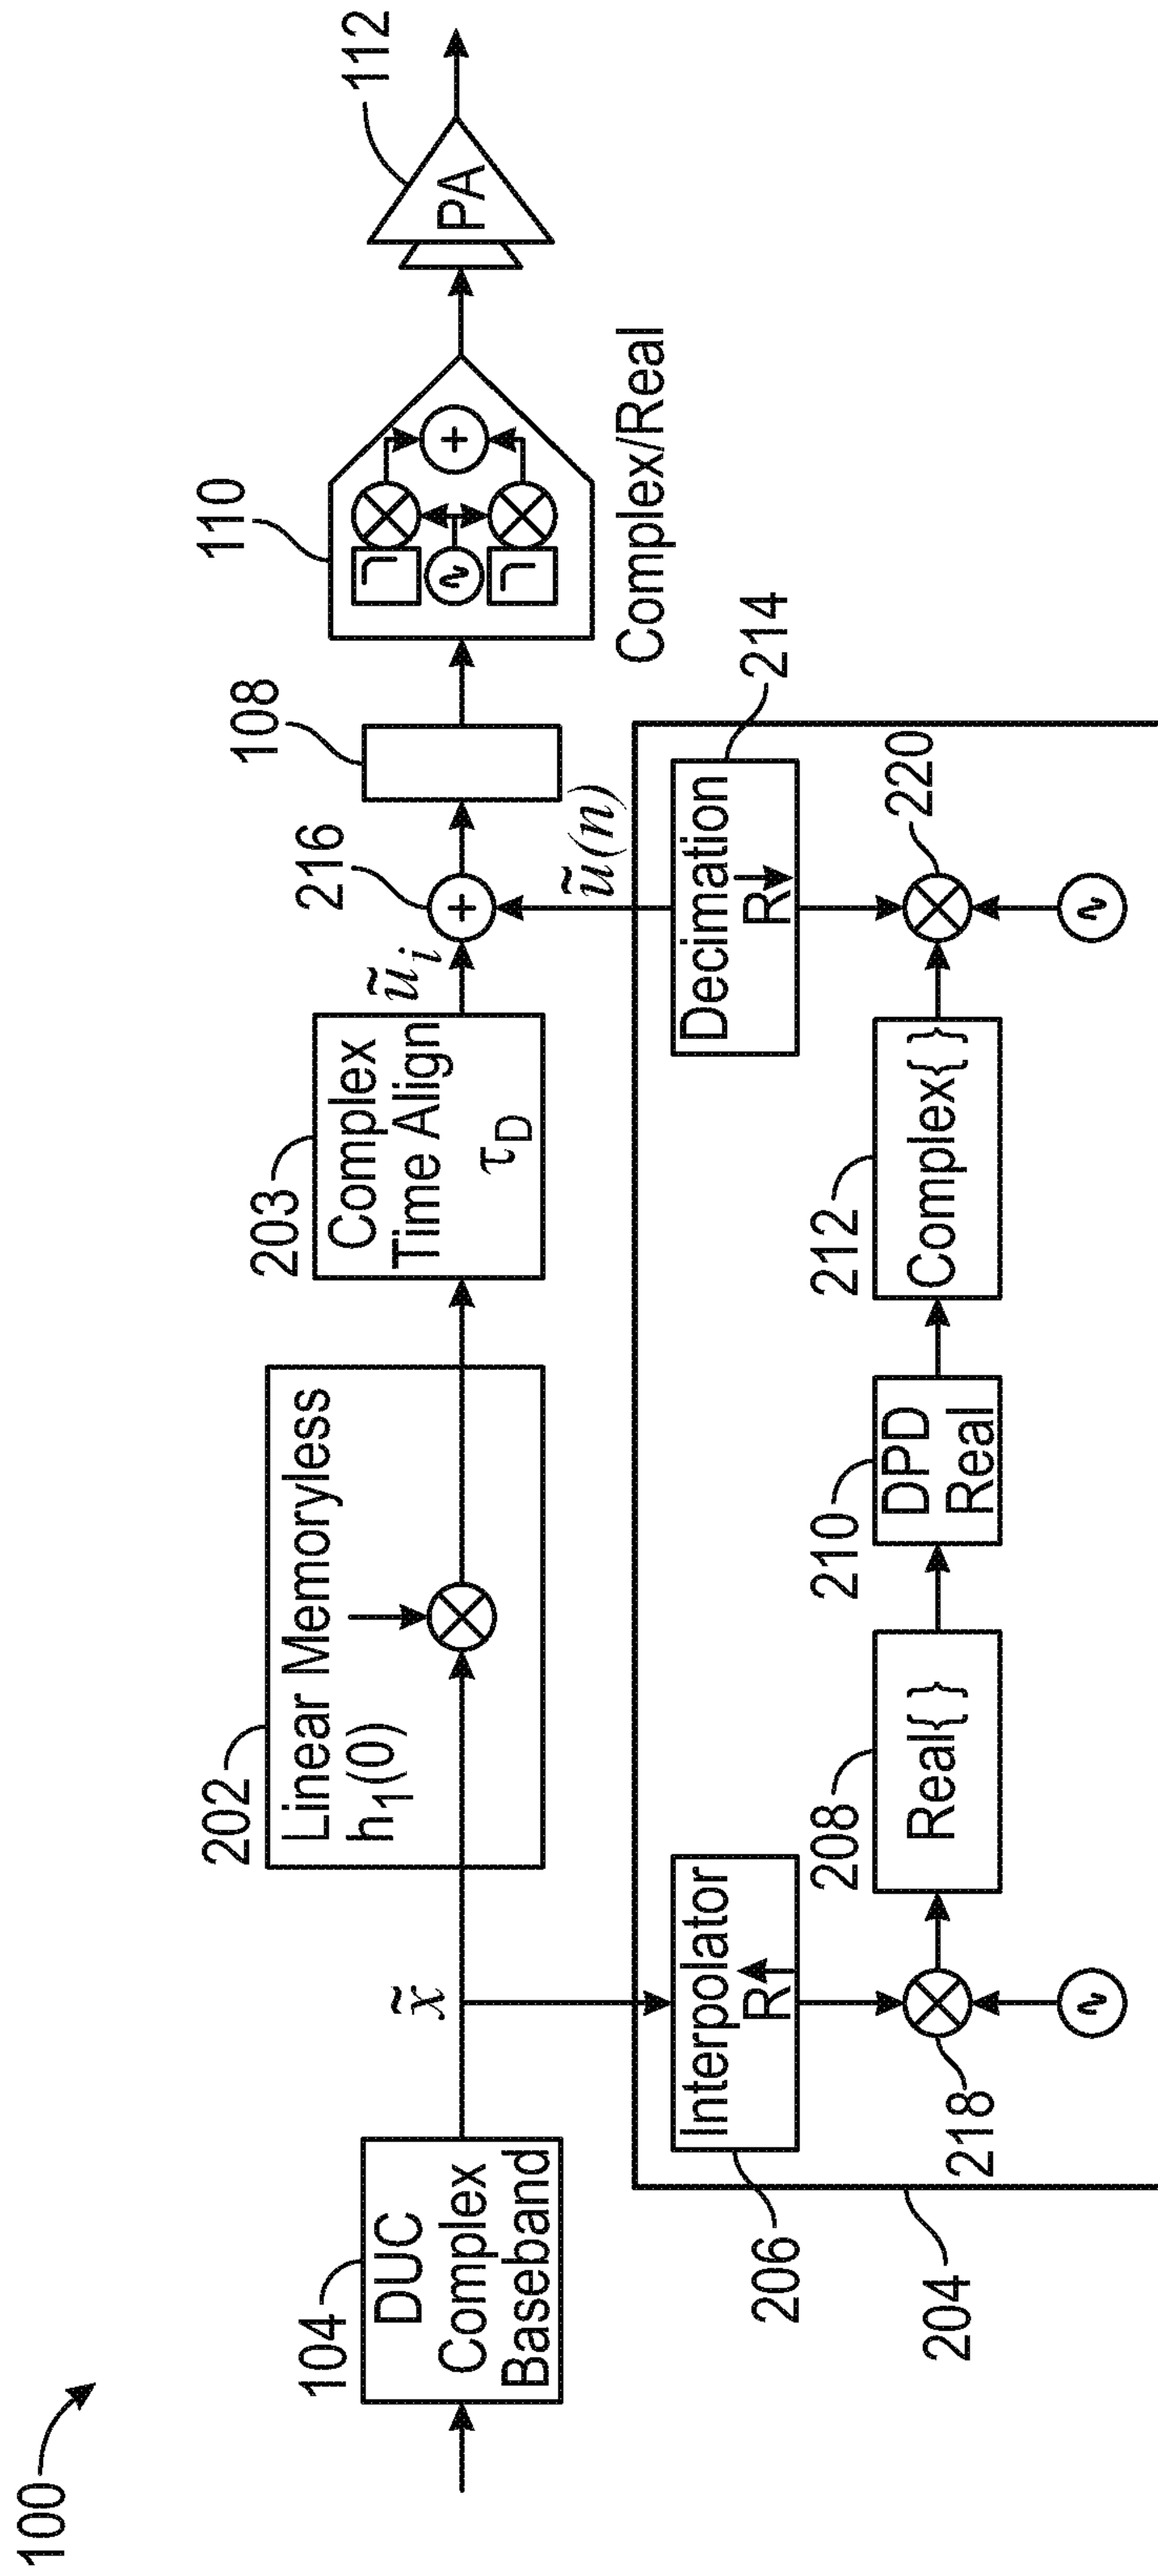 100
104
DUC
Complex
Baseband
x̃
202
Linear Memoryless
h₁(0)
203
Complex
Time Align
τ_D
ũᵢ
216
+
ũ(n)
108
110
+
Complex/Real
112
PA
204
206
Interpolator
R
218
208
Real{ }
210
DPD
Real
212
Complex{ }
220
214
Decimation
R